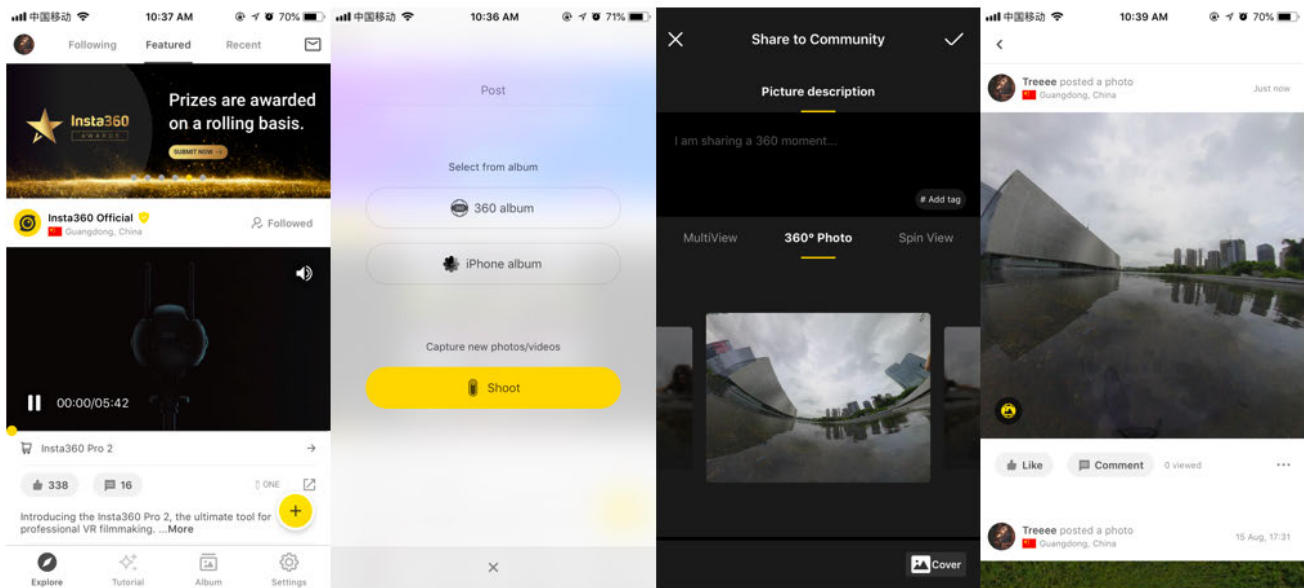 中国移动 10:37 AM 70%
Following Featured Recent
Insta360
AWARDS
Prizes are awarded
on a rolling basis.
SUBMIT NOW →
Insta360 Official
Guangdong, China
Followed
00:00/05:42
Insta360 Pro 2
338 16
ONE
Introducing the Insta360 Pro 2, the ultimate tool for
professional VR filmmaking. ...More
Explore Tutorial Album Settings
中国移动 10:36 AM 71%
Post
Select from album
360 album
iPhone album
Capture new photos/videos
Shoot
Share to Community
Picture description
I am sharing a 360 moment...
# Add tag
MultiView 360° Photo Spin View
Cover
中国移动 10:39 AM 70%
Treeee posted a photo
Guangdong, China
Just now
Like Comment 0 viewed
Treeee posted a photo
Guangdong, China
15 Aug, 17:31